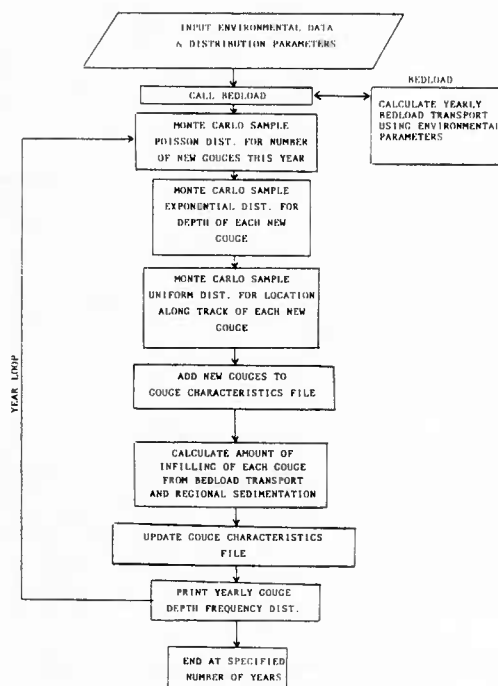 INPUT ENVIRONMENTAL DATA
& DISTRIBUTION PARAMETERS
CALL BEDLOAD
BEDLOAD
CALCULATE YEARLY
BEDLOAD TRANSPORT
USING ENVIRONMENTAL
PARAMETERS
MONTE CARLO SAMPLE
POISSON DIST. FOR NUMBER
OF NEW GOUGES THIS YEAR
MONTE CARLO SAMPLE
EXPONENTIAL DIST. FOR
DEPTH OF EACH NEW
GOUGE
MONTE CARLO SAMPLE
UNIFORM DIST. FOR LOCATION
ALONG TRACK OF EACH NEW
GOUGE
YEAR LOOP
ADD NEW GOUGES TO
GOUGE CHARACTERISTICS FILE
CALCULATE AMOUNT OF
INFILLING OF EACH GOUGE
FROM BEDLOAD TRANSPORT
AND REGIONAL SEDIMENTATION
UPDATE GOUGE CHARACTERISTICS
FILE
PRINT YEARLY GOUGE
DEPTH FREQUENCY DIST.
END AT SPECIFIED
NUMBER OF YEARS